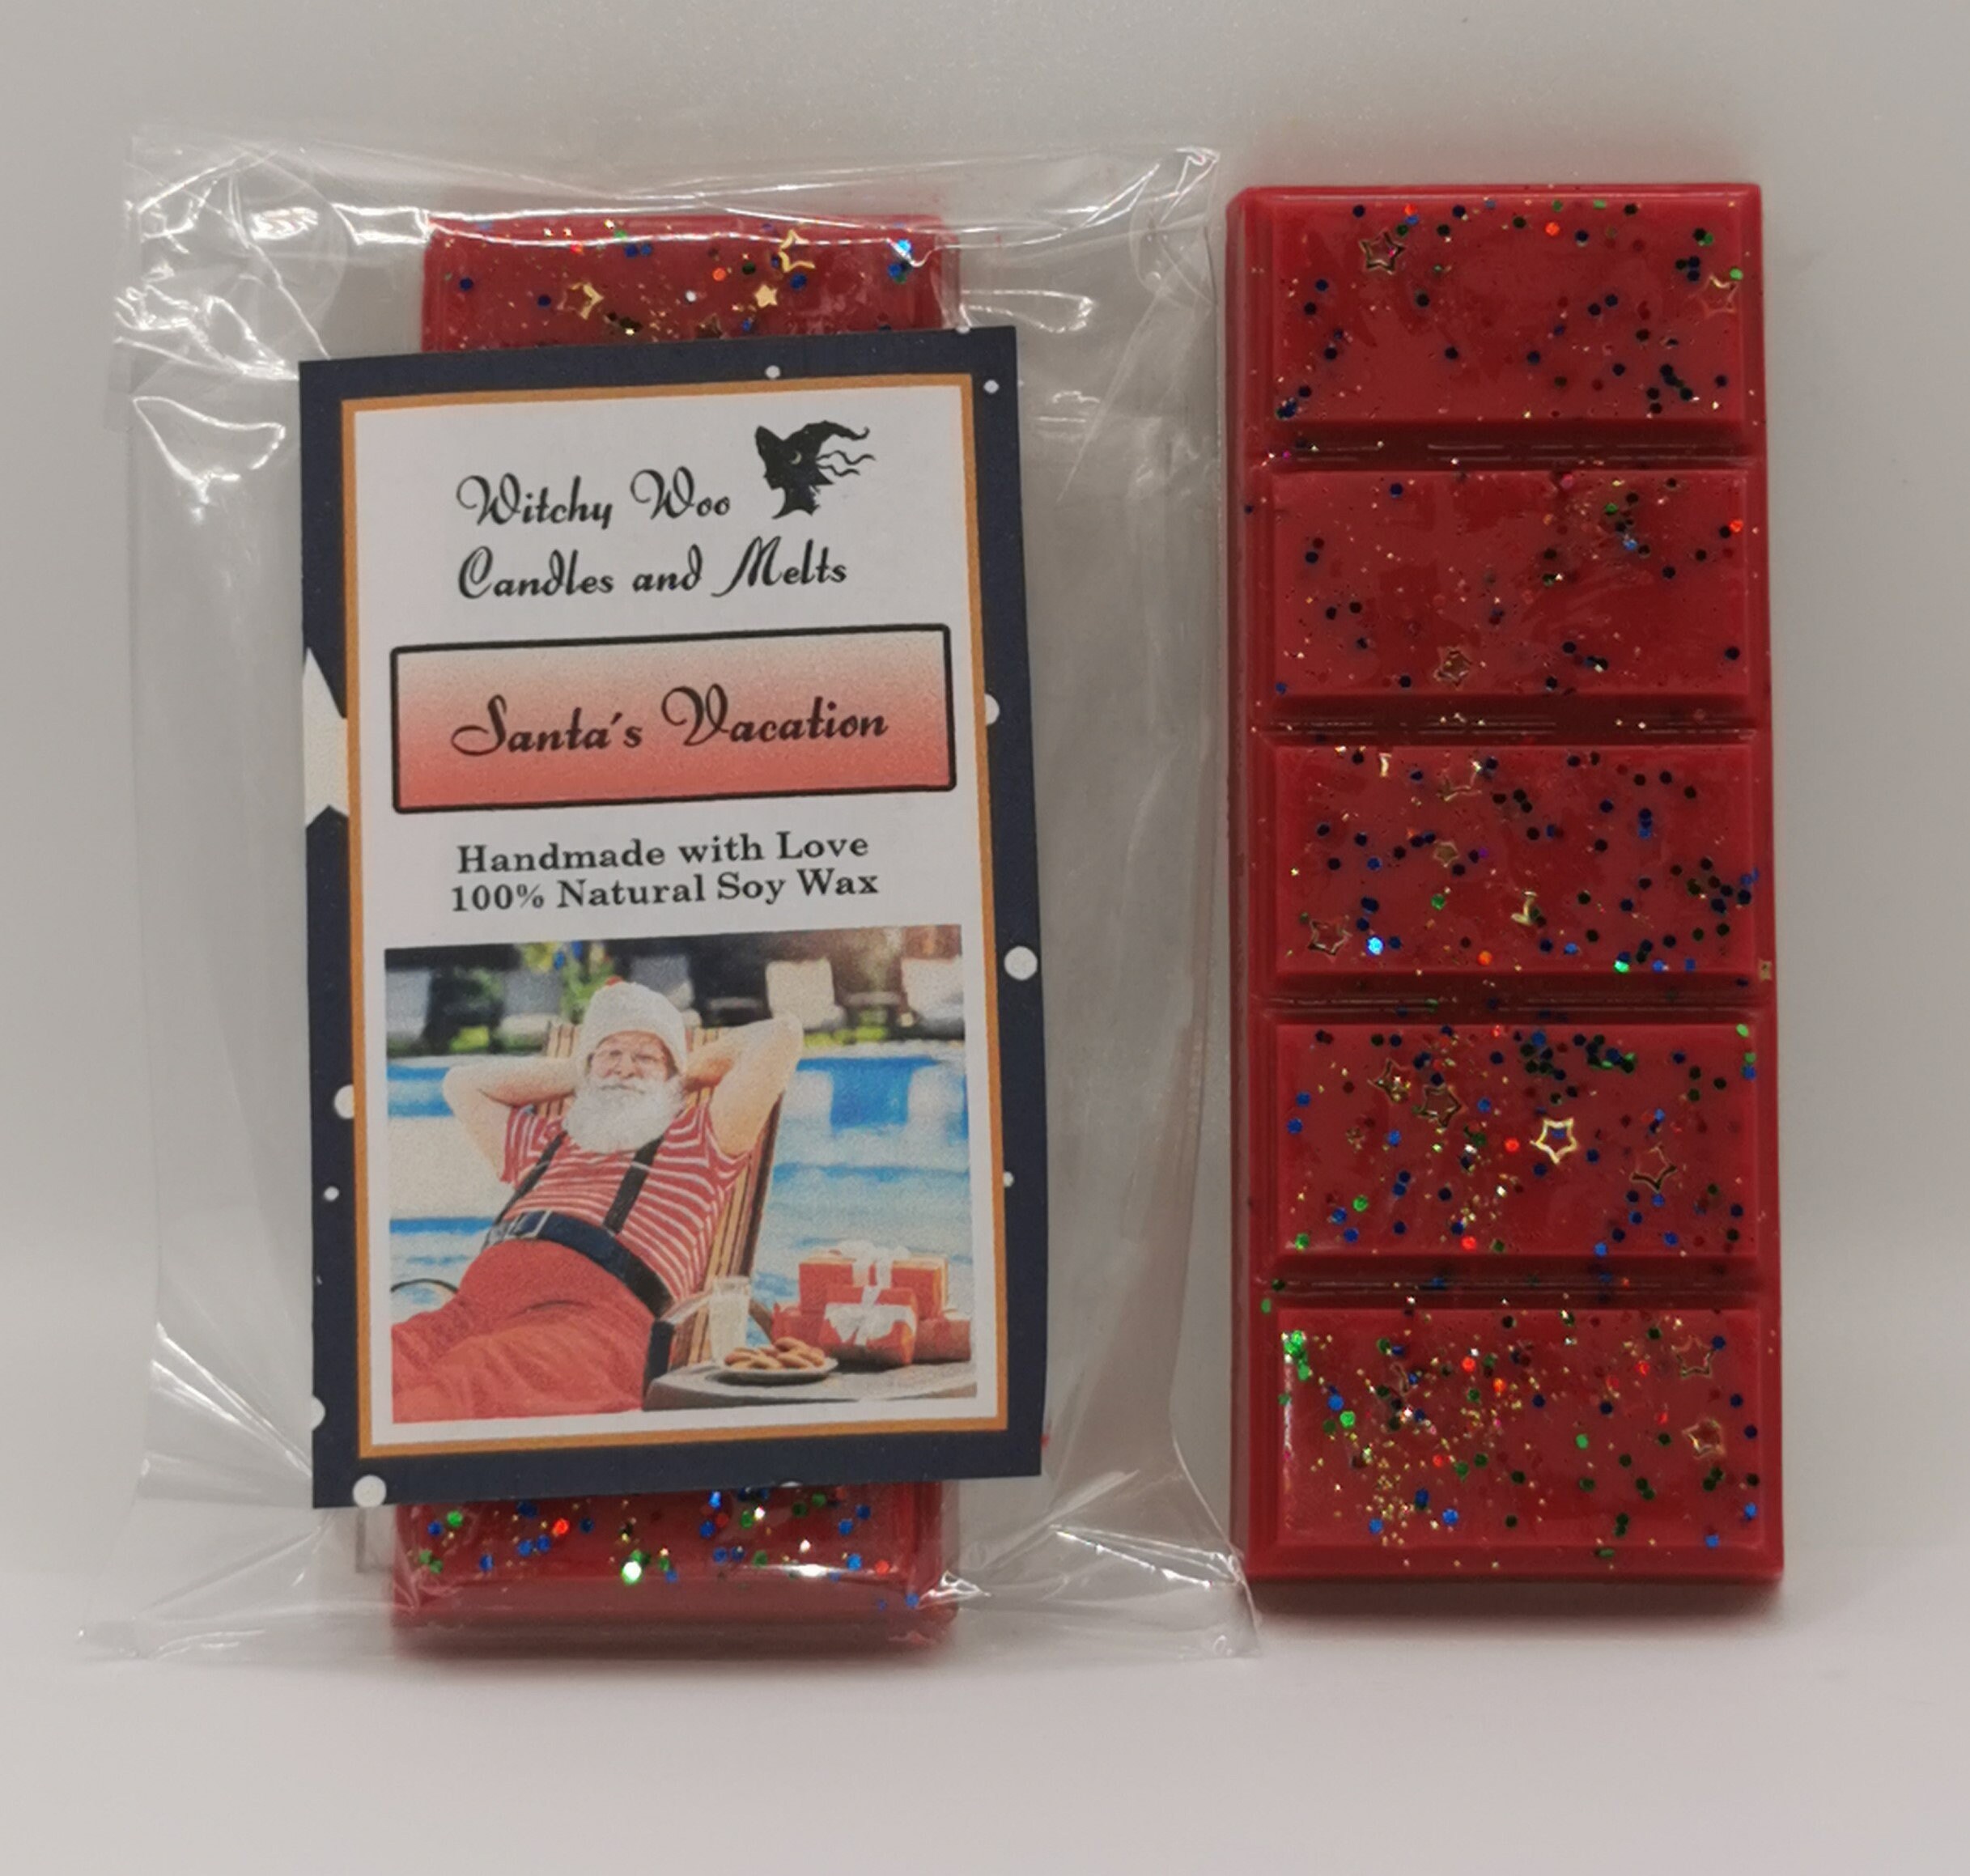 Witchy Woo
Candles and Melts
Santa's Vacation
Handmade with Love
100% Natural Soy Wax